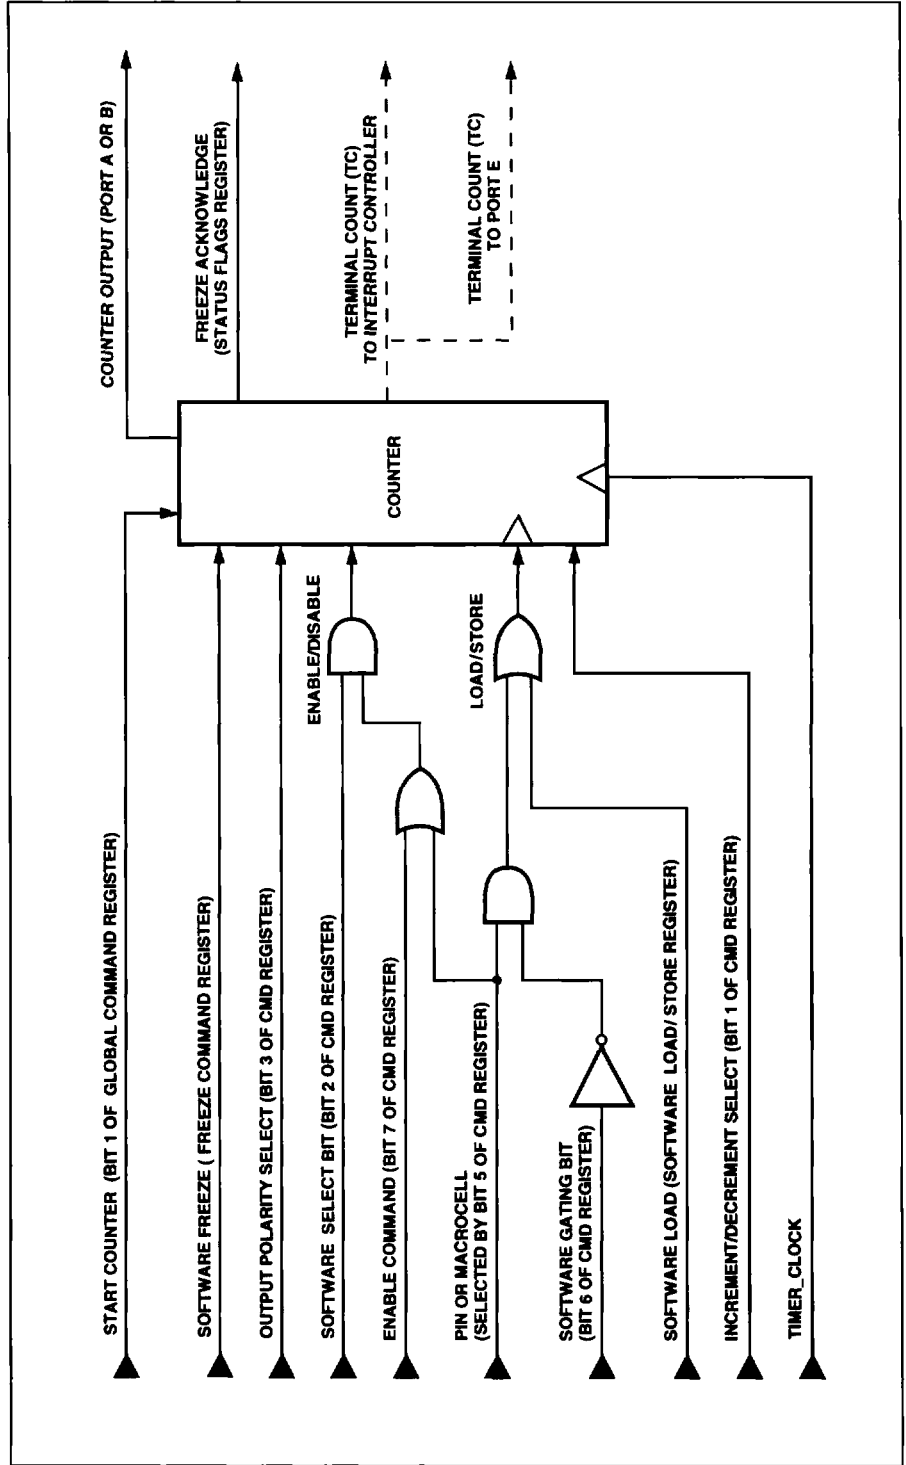 START COUNTER (BIT 1 OF GLOBAL COMMAND REGISTER)
SOFTWARE FREEZE ( FREEZE COMMAND REGISTER)
OUTPUT POLARITY SELECT (BIT 3 OF CMD REGISTER)
SOFTWARE SELECT BIT (BIT 2 OF CMD REGISTER)
ENABLE COMMAND (BIT 7 OF CMD REGISTER)
PIN OR MACROCELL
(SELECTED BY BIT 5 OF CMD REGISTER)
SOFTWARE GATING BIT
(BIT 6 OF CMD REGISTER)
SOFTWARE LOAD (SOFTWARE LOAD/ STORE REGISTER)
INCREMENT/DECREMENT SELECT (BIT 1 OF CMD REGISTER)
TIMER_CLOCK
ENABLE/DISABLE
LOAD/STORE
COUNTER
COUNTER OUTPUT (PORT A OR B)
FREEZE ACKNOWLEDGE
(STATUS FLAGS REGISTER)
TERMINAL COUNT (TC)
TO INTERRUPT CONTROLLER
TERMINAL COUNT (TC)
TO PORT E